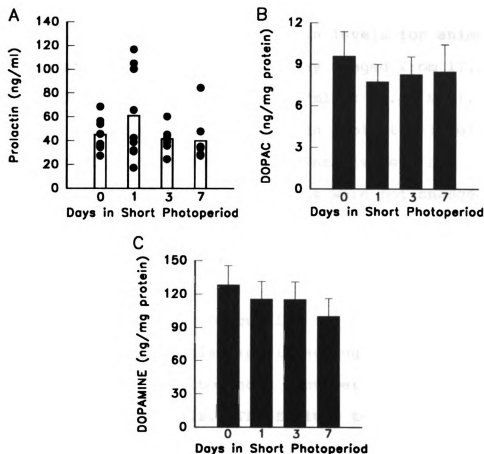 A
Prolactin (ng/ml)
140
120
100
80
60
40
20
0
0 1 3 7
Days in Short Photoperiod
B
DOPAC (ng/mg protein)
12
9
6
3
0
0 1 3 7
Days in Short Photoperiod
C
DOPAMINE (ng/mg protein)
150
120
90
60
30
0
0 1 3 7
Days in Short Photoperiod